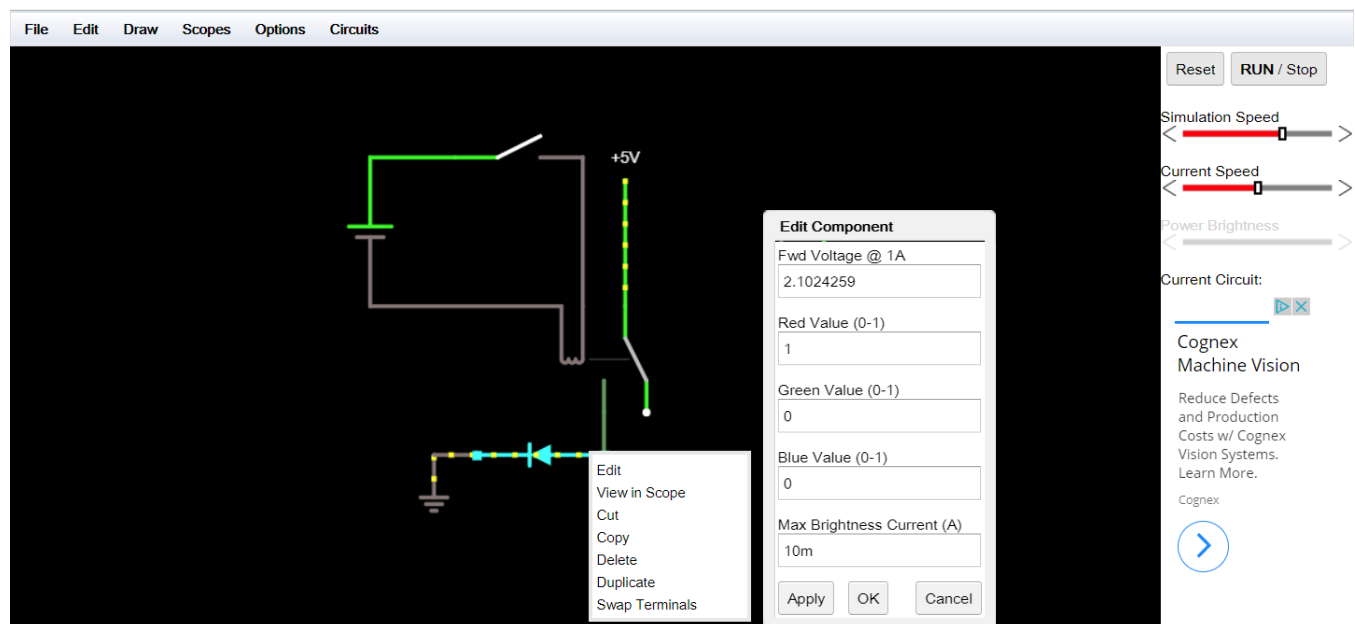 File Edit Draw Scopes Options Circuits
Reset RUN / Stop
Simulation Speed
Current Speed
Power Brightness
Current Circuit:
Cognex
Machine Vision
Reduce Defects
and Production
Costs w/ Cognex
Vision Systems.
Learn More.
Cognex
+5V
Edit Component
Fwd Voltage @ 1A
2.1024259
Red Value (0-1)
1
Green Value (0-1)
0
Blue Value (0-1)
0
Max Brightness Current (A)
10m
Apply OK Cancel
Edit
View in Scope
Cut
Copy
Delete
Duplicate
Swap Terminals